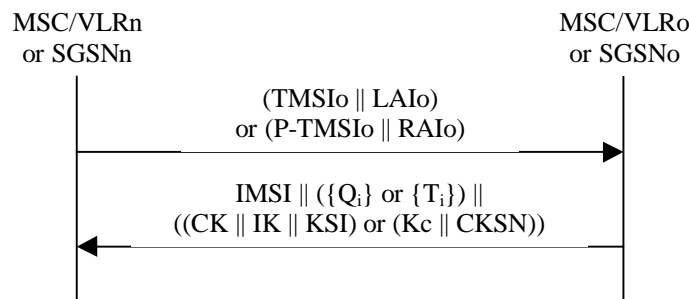 MSC/VLRn
or SGSNn
MSC/VLRo
or SGSNo
(TMSIo || LAIo)
or (P-TMSIo || RAIo)
IMSI || ({Qi} or {Ti}) ||
((CK || IK || KSI) or (Kc || CKSN))